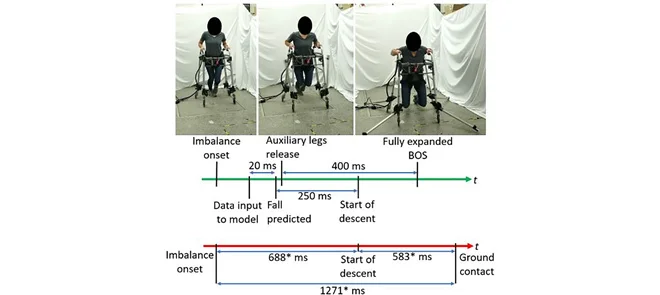 Imbalance
onset
Auxiliary legs
release
Fully expanded
BOS
20 ms
400 ms
t
250 ms
Data input
to model
Fall
predicted
Start of
descent
t
Imbalance
onset
688* ms
Start of
descent
583* ms
Ground
contact
1271* ms